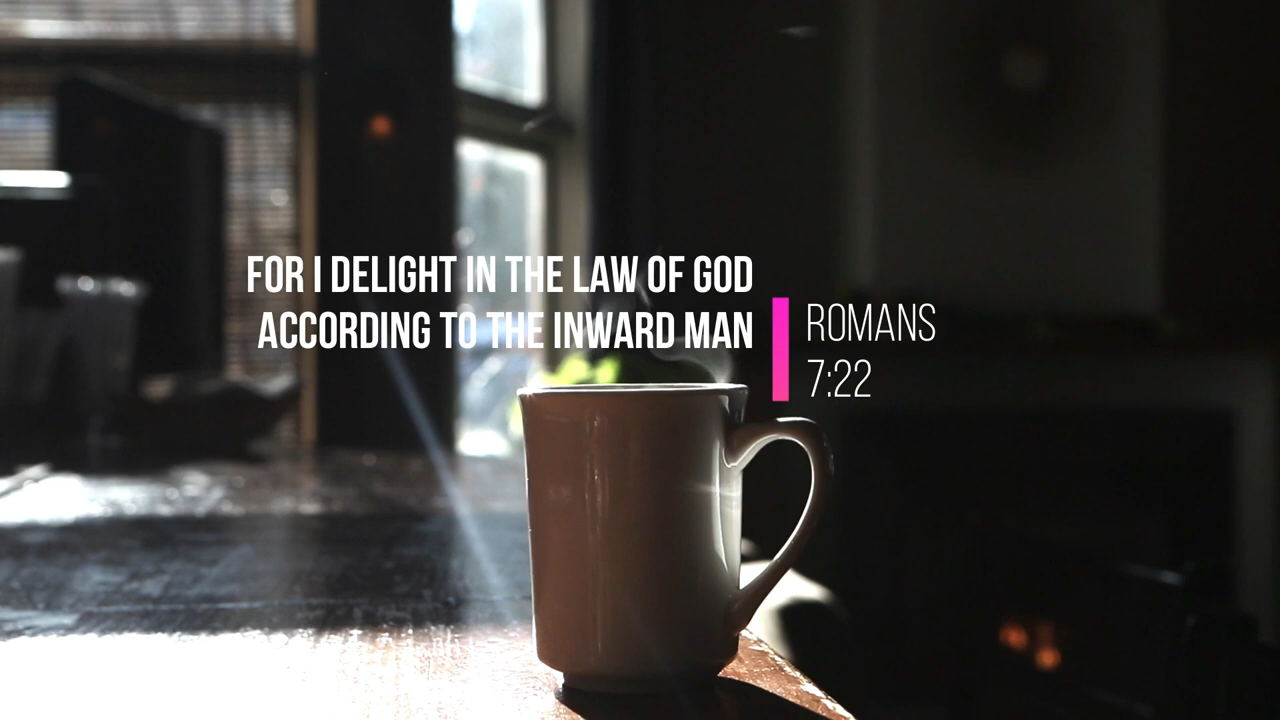 FOR I DELIGHT IN THE LAW OF GOD
ACCORDING TO THE INWARD MAN
ROMANS
7:22